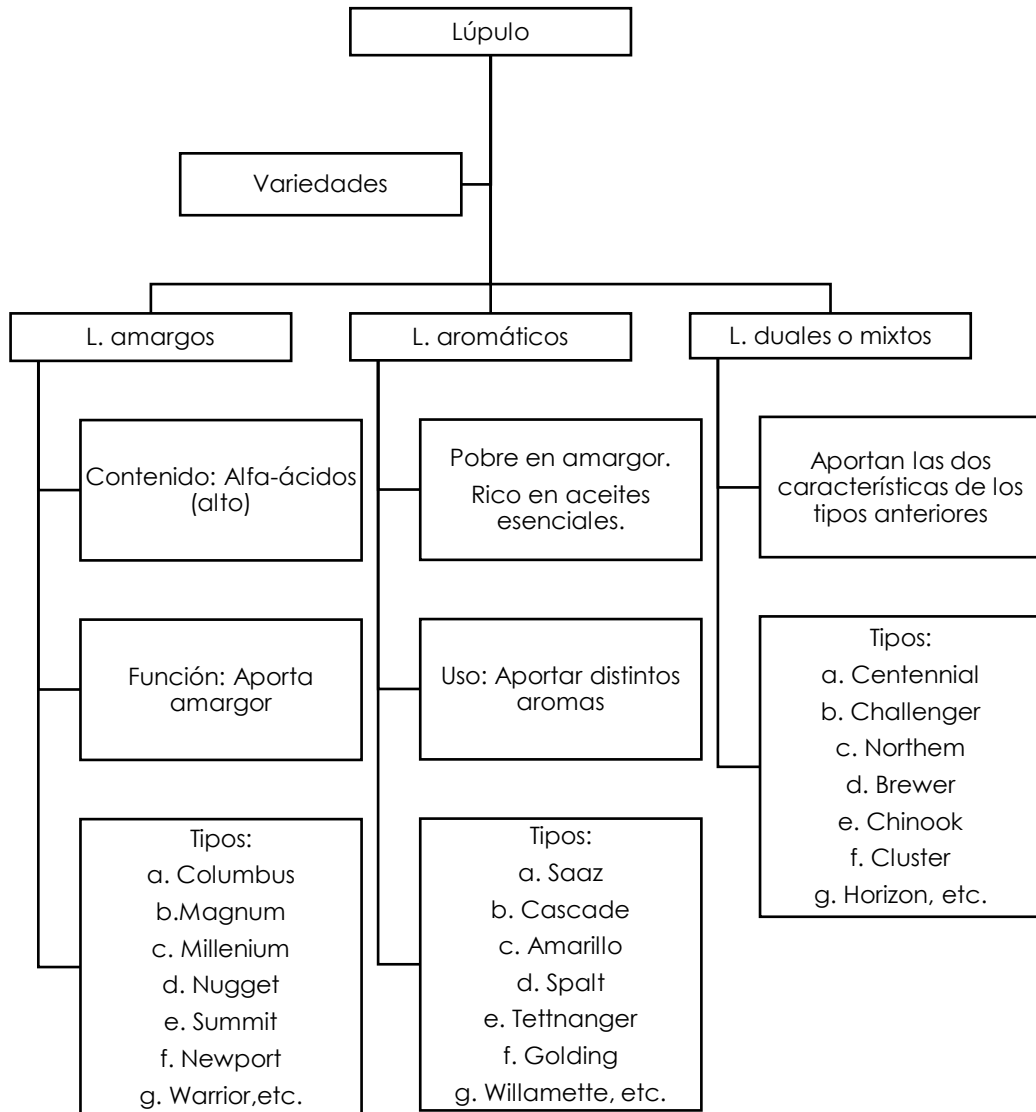 Lúpulo
Variedades
L. amargos
Contenido: Alfa-ácidos
(alto)
Función: Aporta
amargor
Tipos:
a. Columbus
b.Magnum
c. Millenium
d. Nugget
e. Summit
f. Newport
g. Warrior,etc.
L. aromáticos
Pobre en amargor.
Rico en aceites
esenciales.
Uso: Aportar distintos
aromas
Tipos:
a. Saaz
b. Cascade
c. Amarillo
d. Spalt
e. Tettnanger
f. Golding
g. Willamette, etc.
L. duales o mixtos
Aportan las dos
características de los
tipos anteriores
Tipos:
a. Centennial
b. Challenger
c. Northem
d. Brewer
e. Chinook
f. Cluster
g. Horizon, etc.